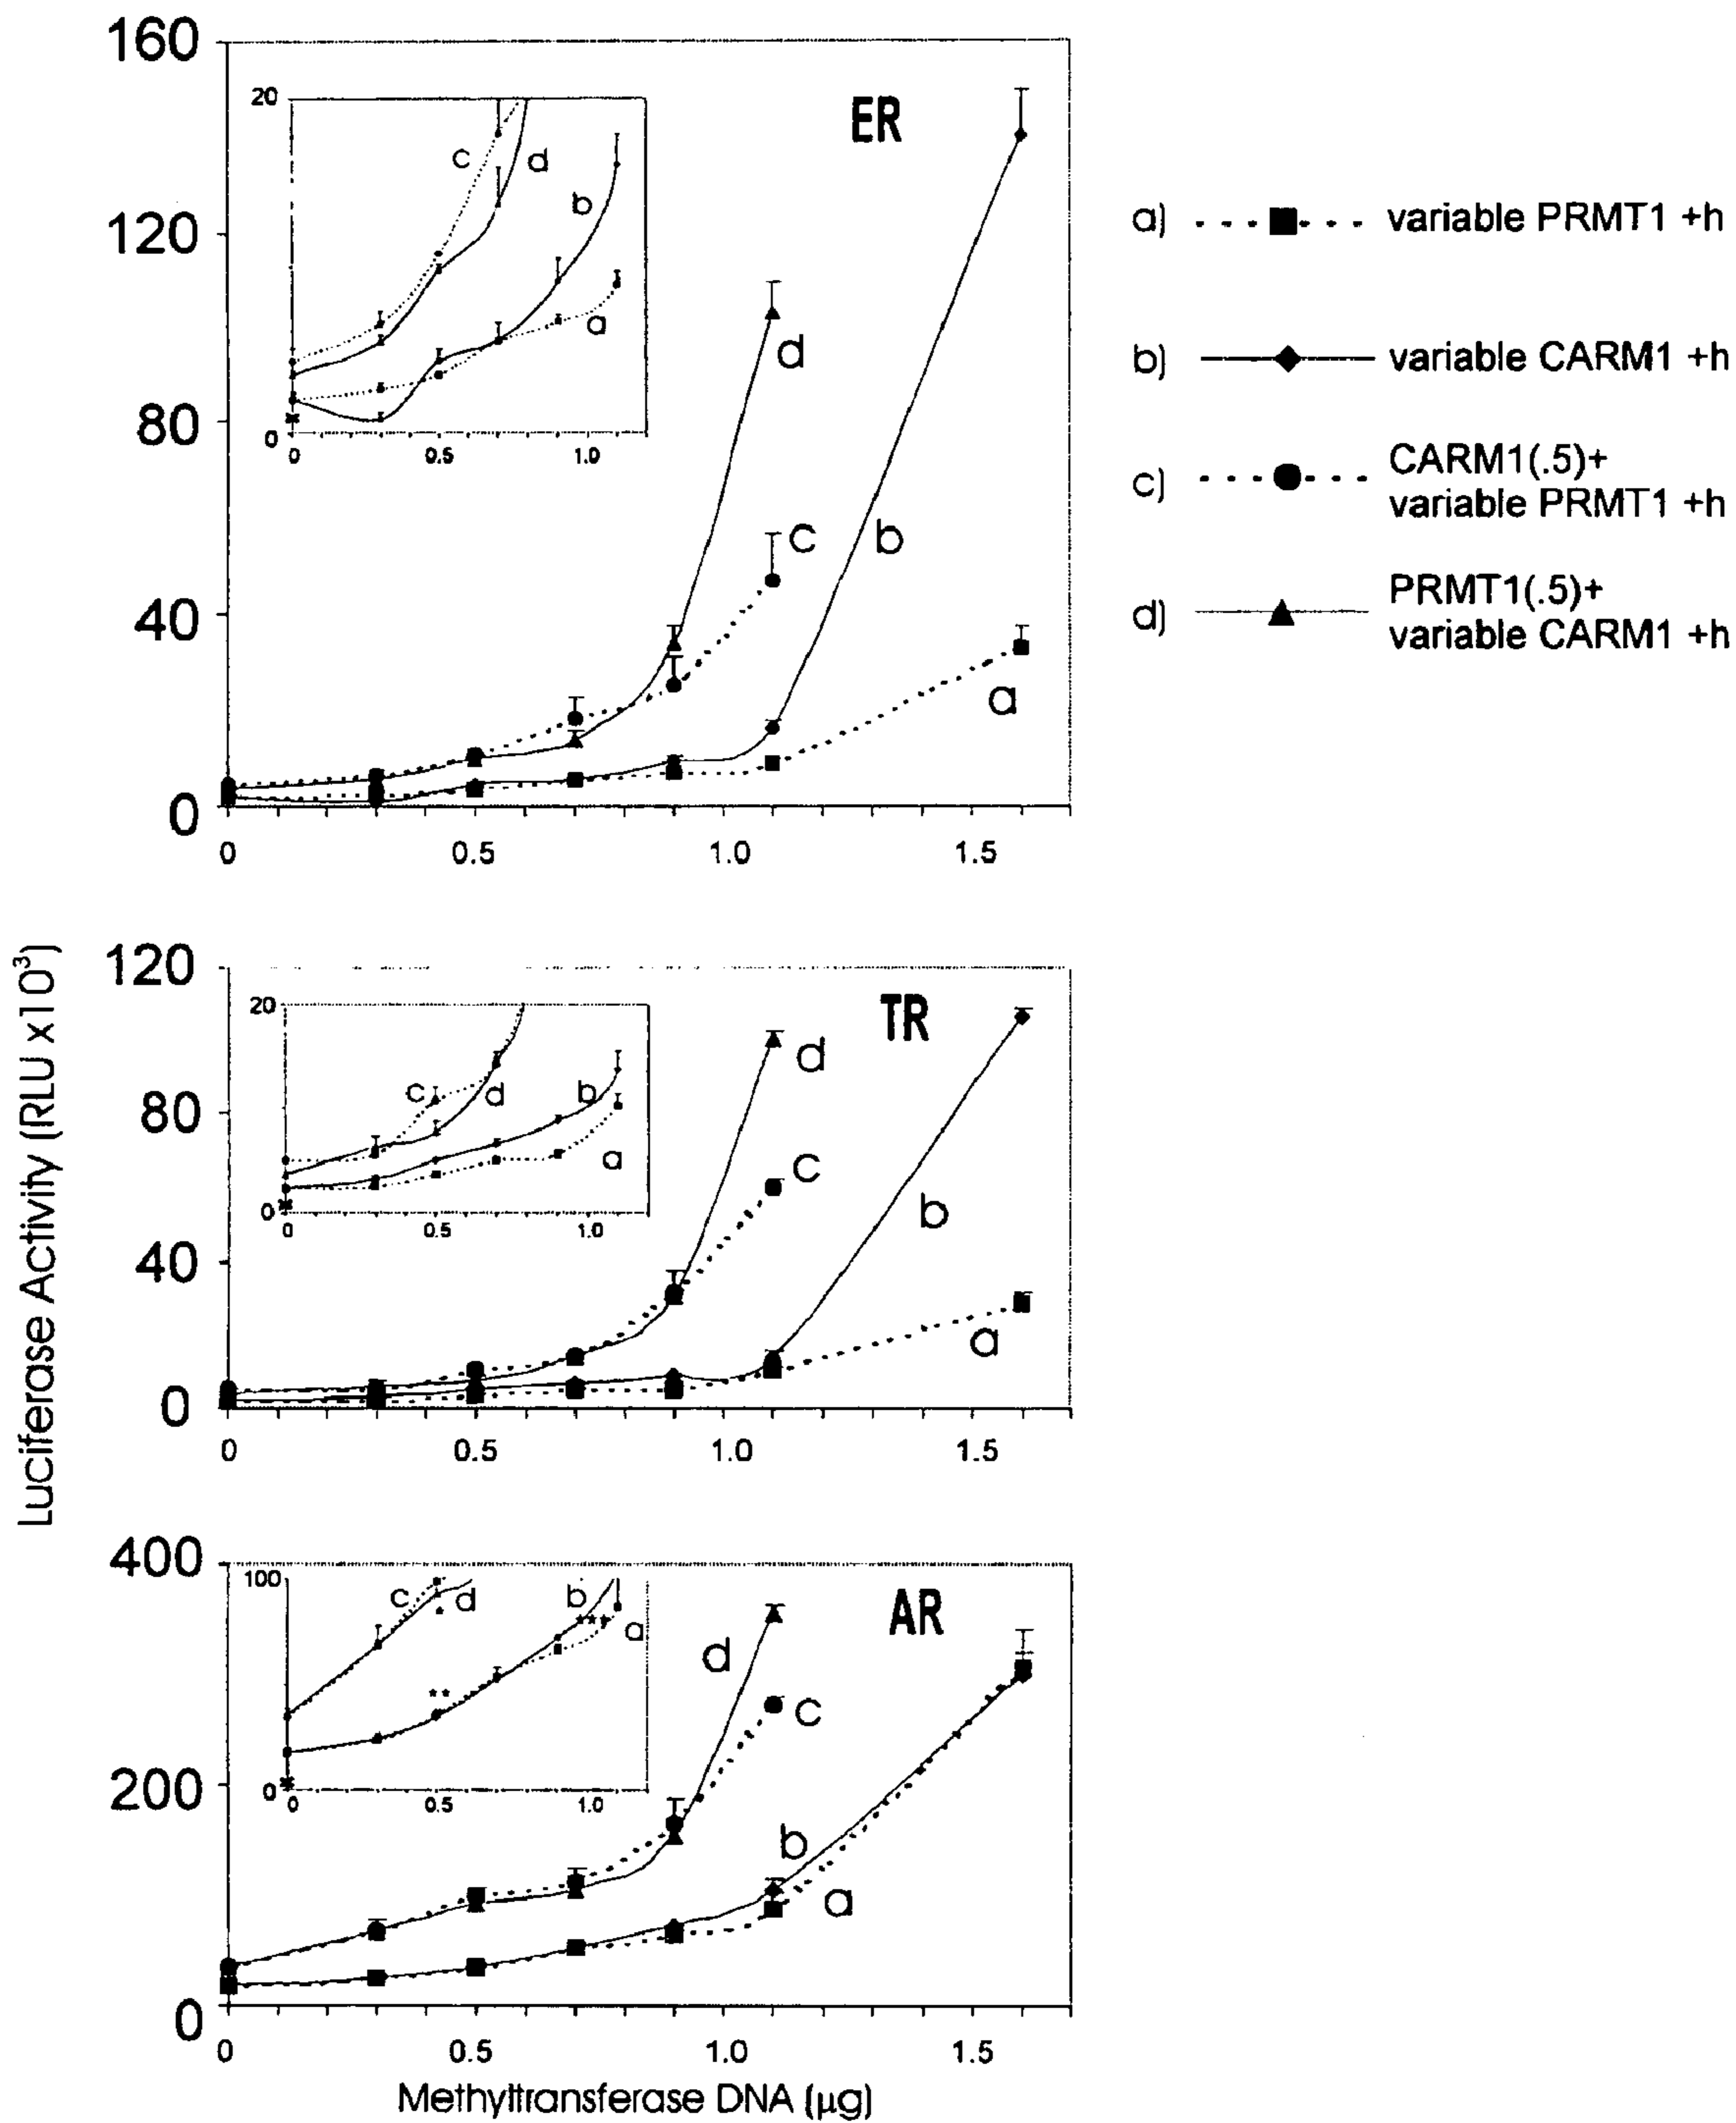 160
120
80
40
0
0 0.5 1.0 1.5
ER
20
0
0 0.5 1.0
c d b a
d
c
b
a
a) variable PRMT1 +h
b) variable CARM1 +h
c) CARM1(.5)+
variable PRMT1 +h
d) PRMT1(.5)+
variable CARM1 +h
Luciferase Activity (RLU x10³)
120
80
40
0
0 0.5 1.0 1.5
TR
20
0
0 0.5 1.0
c d b a
d
c
b
a
400
200
0
0 0.5 1.0 1.5
AR
100
0
0 0.5 1.0
c d b a
*
**
***
d
c
b
a
Methyltransferase DNA (µg)